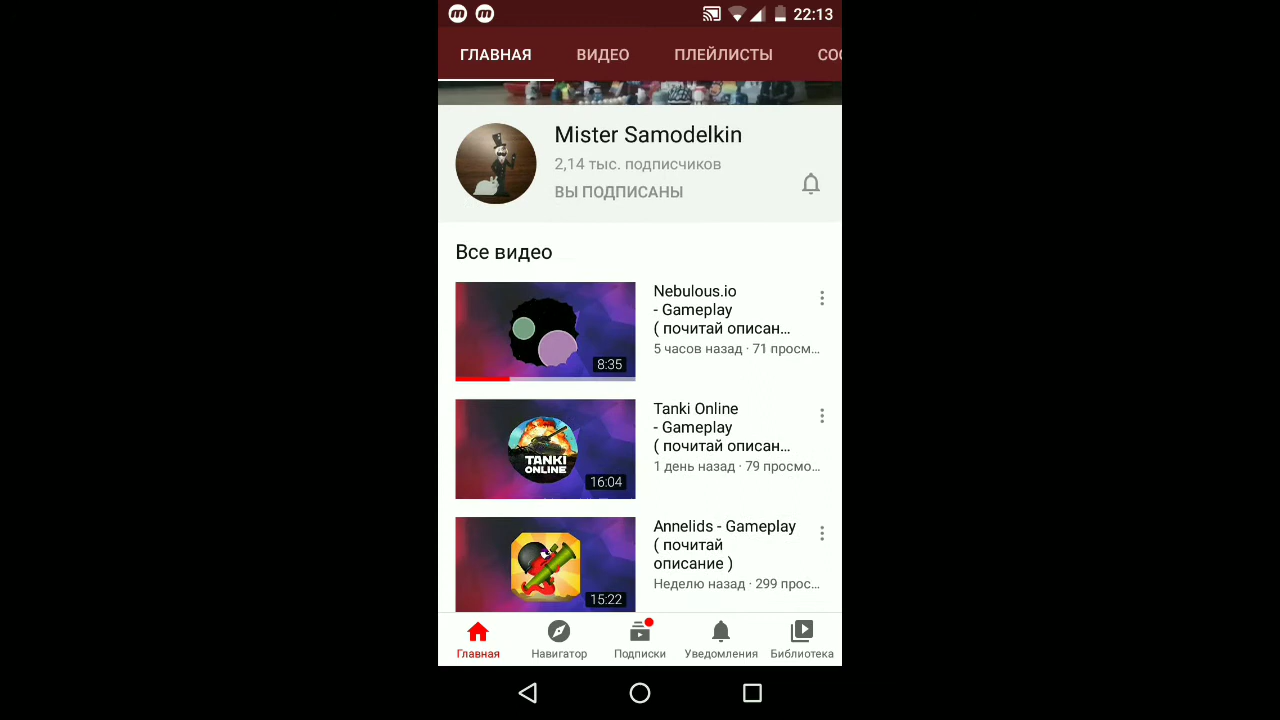 22:13
ГЛАВНАЯ ВИДЕО ПЛЕЙЛИСТЫ СОО
Mister Samodelkin
2,14 тыс. подписчиков
ВЫ ПОДПИСАНЫ
Все видео
Nebulous.io
- Gameplay
( почитай описан...
5 часов назад · 71 просм...
8:35
Tanki Online
- Gameplay
( почитай описан...
1 день назад · 79 просмо...
TANKI
ONLINE
16:04
Annelids - Gameplay
( почитай
описание )
Неделю назад · 299 прос...
15:22
Главная Навигатор Подписки Уведомления Библиотека